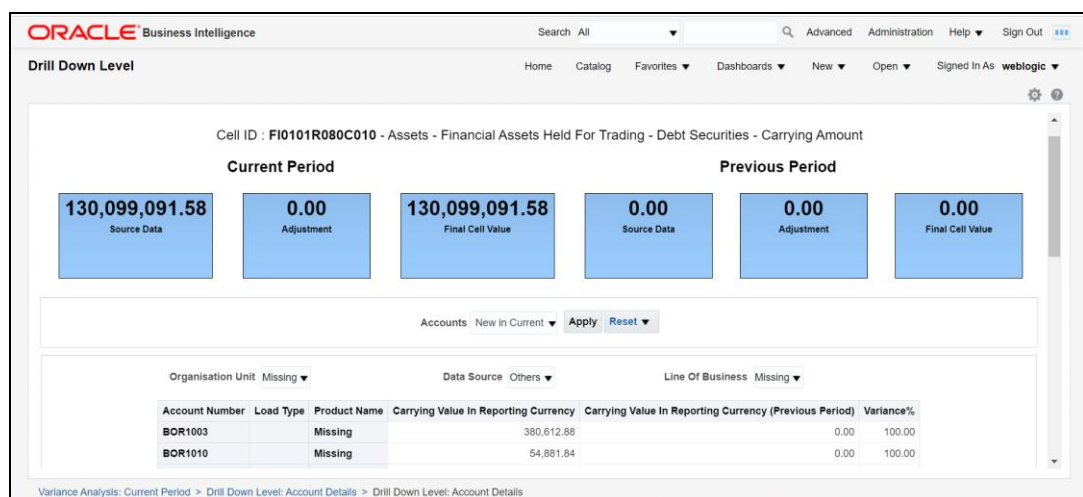 ORACLE Business Intelligence Search All Advanced Administration Help Sign Out
Drill Down Level Home Catalog Favorites Dashboards New Open Signed In As weblogic
Cell ID : FI0101R080C010 - Assets - Financial Assets Held For Trading - Debt Securities - Carrying Amount
Current Period Previous Period
130,099,091.58 0.00 130,099,091.58 0.00 0.00 0.00
Source Data Adjustment Final Cell Value Source Data Adjustment Final Cell Value
Accounts New in Current Apply Reset
Organisation Unit Missing Data Source Others Line Of Business Missing
Account Number Load Type Product Name Carrying Value In Reporting Currency Carrying Value In Reporting Currency (Previous Period) Variance%
BOR1003 Missing 380,612.88 0.00 100.00
BOR1010 Missing 54,881.84 0.00 100.00
Variance Analysis: Current Period > Drill Down Level: Account Details > Drill Down Level: Account Details